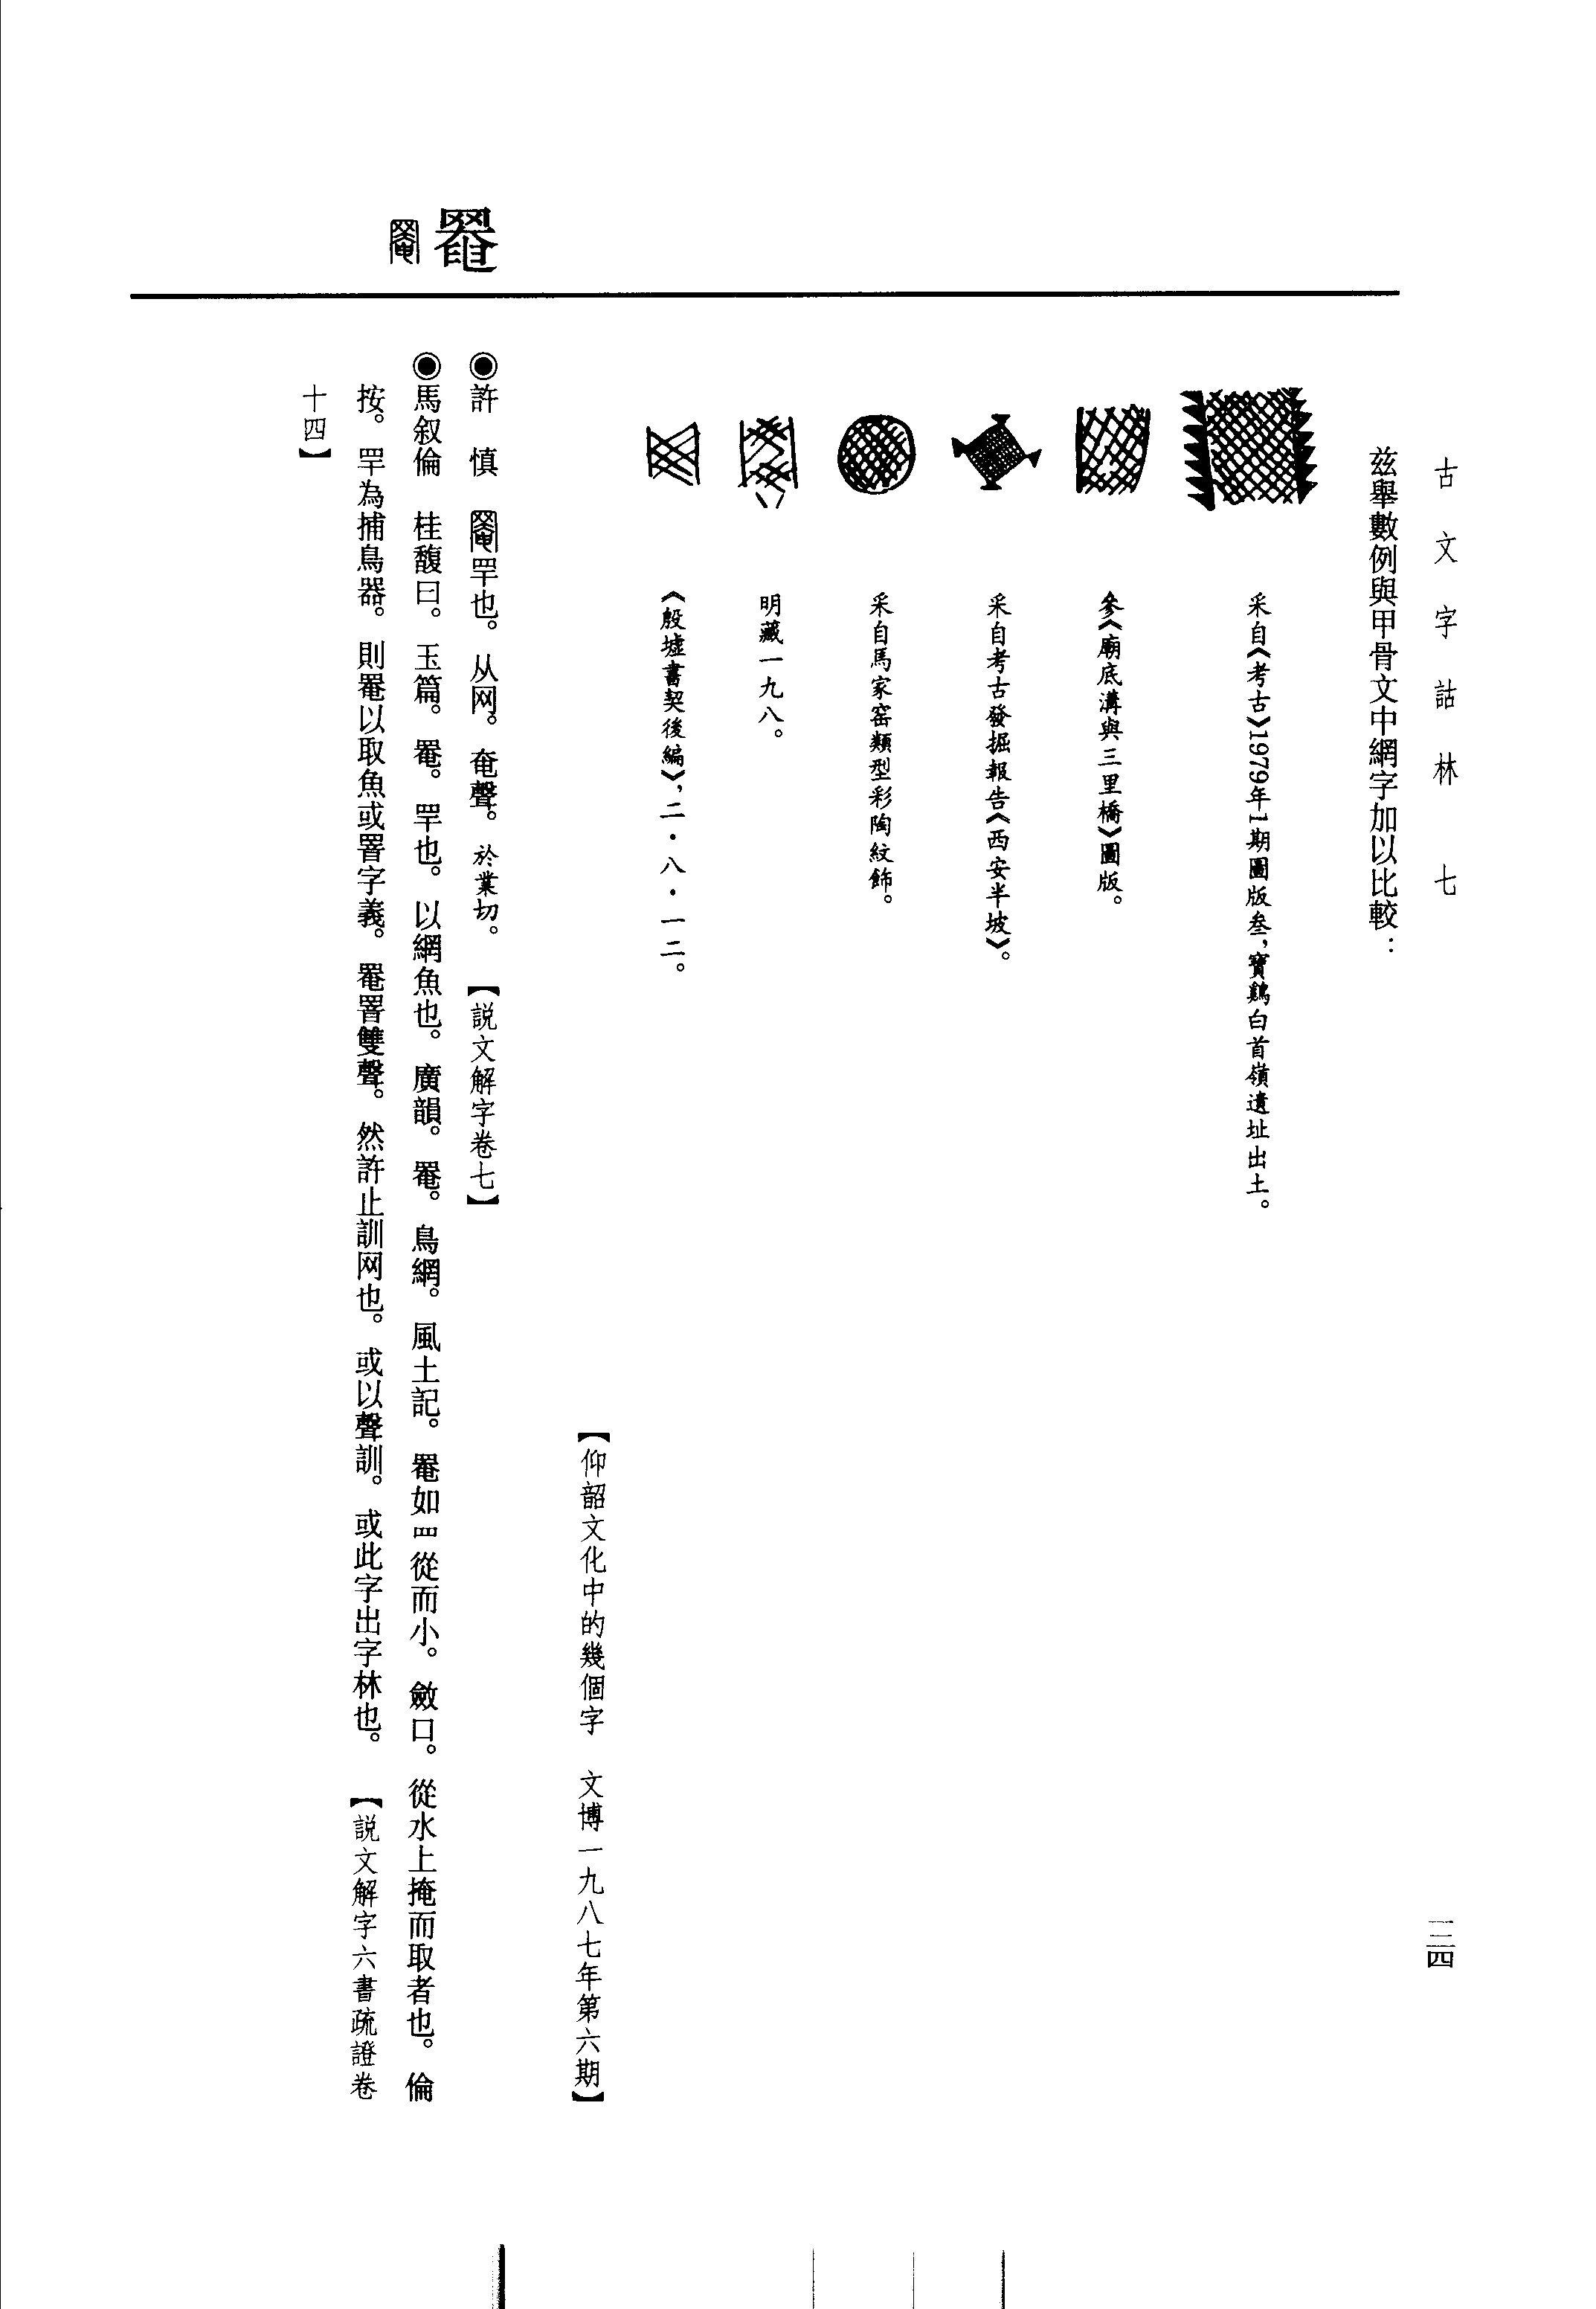 古文字詁林　七
一三四
兹舉數例與甲骨文中網字加以比較：
采自《考古》1979年1期圖版叁，寶鷄白首嶺遺址出土。
參《廟底溝與三里橋》圖版。
采自考古發掘報告《西安半坡》。
采自馬家窑類型彩陶紋飾。
明藏一九八。
《殷墟書契後編》，二·八·一二。
【仰韶文化中的幾個字　文博一九八七年第六期】
罨
◉許　慎　罨罕也。从网。奄聲。於業切。【説文解字卷七】
◉馬叙倫　桂馥曰。玉篇。罨。罕也。以網魚也。廣韻。罨。鳥網。風土記。罨如罒從而小。斂口。從水上掩而取者也。倫
按。罕為捕鳥器。則罨以取魚或罯字義。罨罯雙聲。然許止訓网也。或以聲訓。或此字出字林也。【説文解字六書疏證卷
十四】